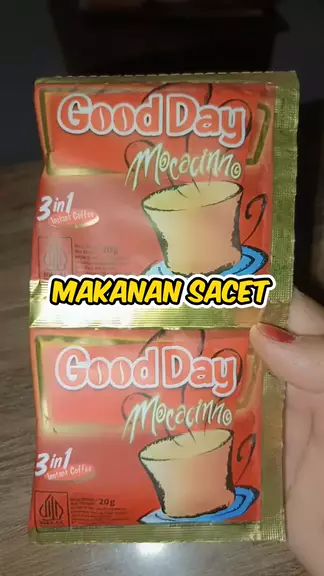 Good Day
Mocacinno
3 in 1
Instant Coffee
20g
MAKANAN SACET
Good Day
Mocacinno
3 in 1
Instant Coffee
20g